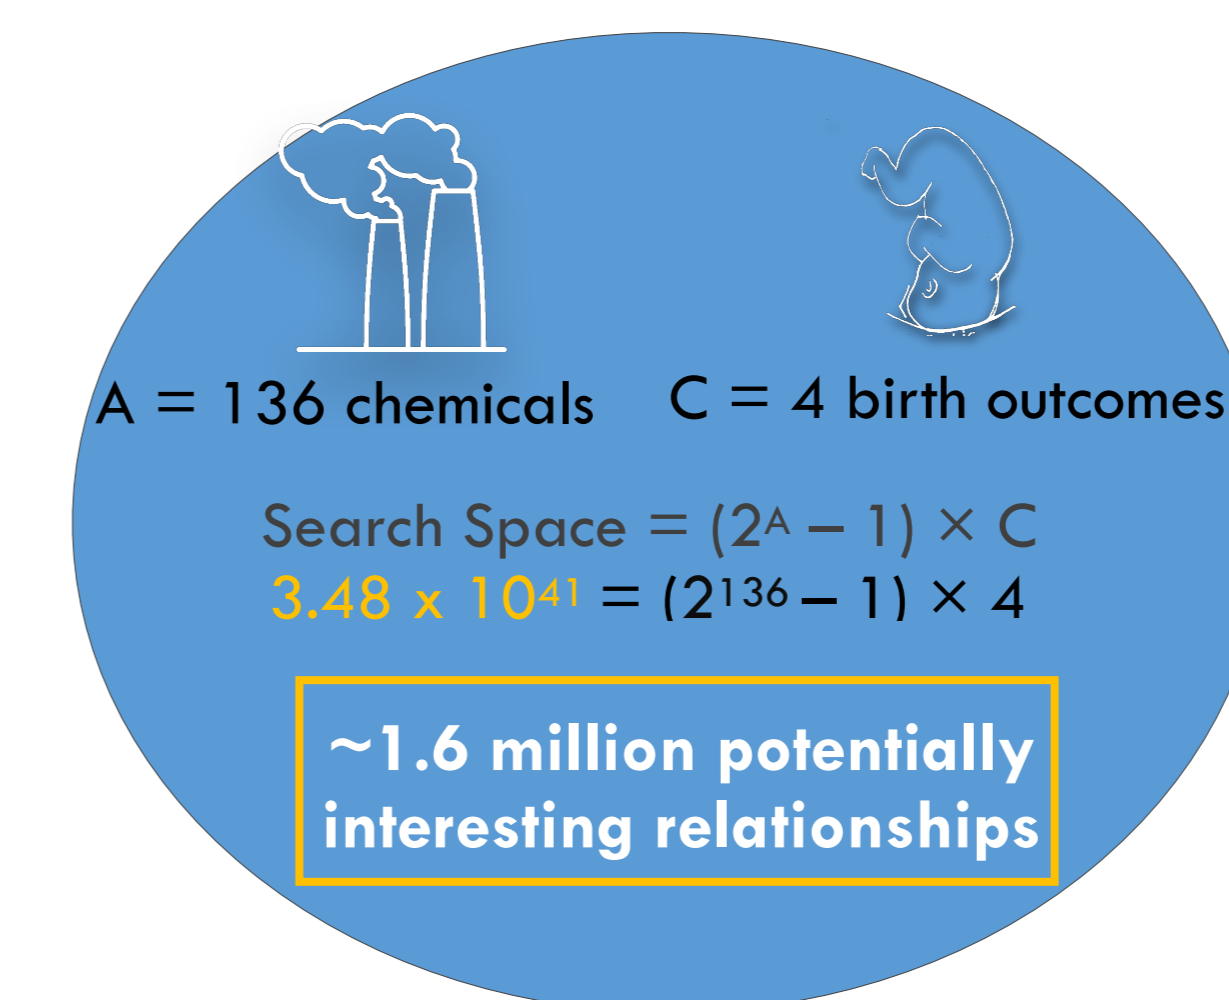 A = 136 chemicals
C = 4 birth outcomes
Search Space = (2ᴬ – 1) × C
3.48 x 10⁴¹ = (2¹³⁶ – 1) × 4
~1.6 million potentially
interesting relationships